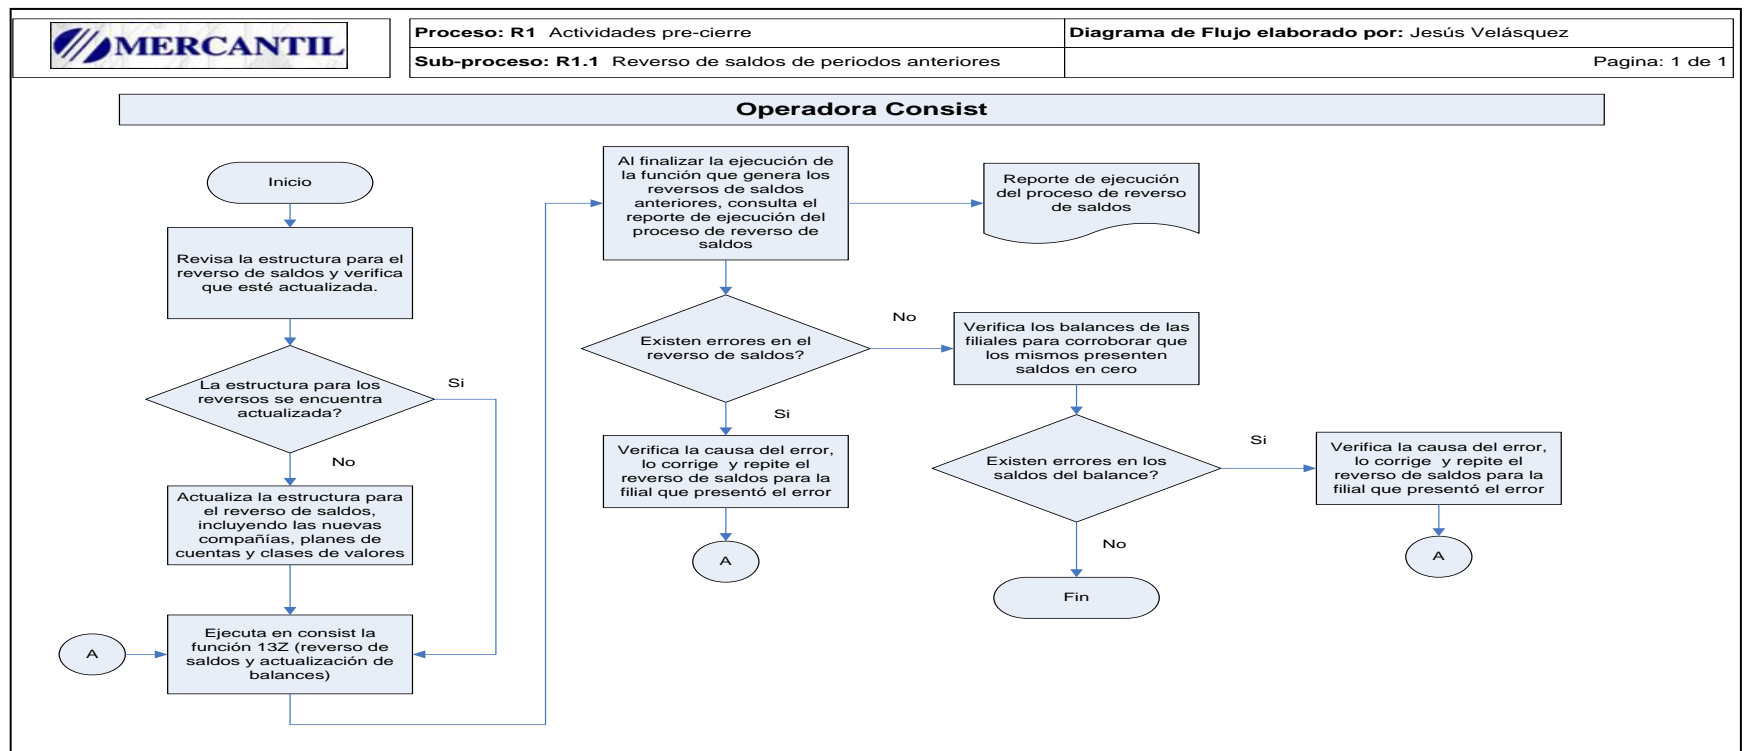 MERCANTIL
Proceso: R1 Actividades pre-cierre
Diagrama de Flujo elaborado por: Jesús Velásquez
Sub-proceso: R1.1 Reverso de saldos de periodos anteriores
Pagina: 1 de 1
Operadora Consist
Inicio
Revisa la estructura para el
reverso de saldos y verifica
que esté actualizada.
La estructura para los
reversos se encuentra
actualizada?
Si
No
Actualiza la estructura para
el reverso de saldos,
incluyendo las nuevas
compañías, planes de
cuentas y clases de valores
A
Ejecuta en consist la
función 13Z (reverso de
saldos y actualización de
balances)
Al finalizar la ejecución de
la función que genera los
reversos de saldos
anteriores, consulta el
reporte de ejecución del
proceso de reverso de
saldos
Reporte de ejecución
del proceso de reverso
de saldos
Existen errores en el
reverso de saldos?
No
Si
Verifica la causa del error,
lo corrige y repite el
reverso de saldos para la
filial que presentó el error
A
Verifica los balances de las
filiales para corroborar que
los mismos presenten
saldos en cero
Existen errores en los
saldos del balance?
Si
No
Fin
Verifica la causa del error,
lo corrige y repite el
reverso de saldos para la
filial que presentó el error
A